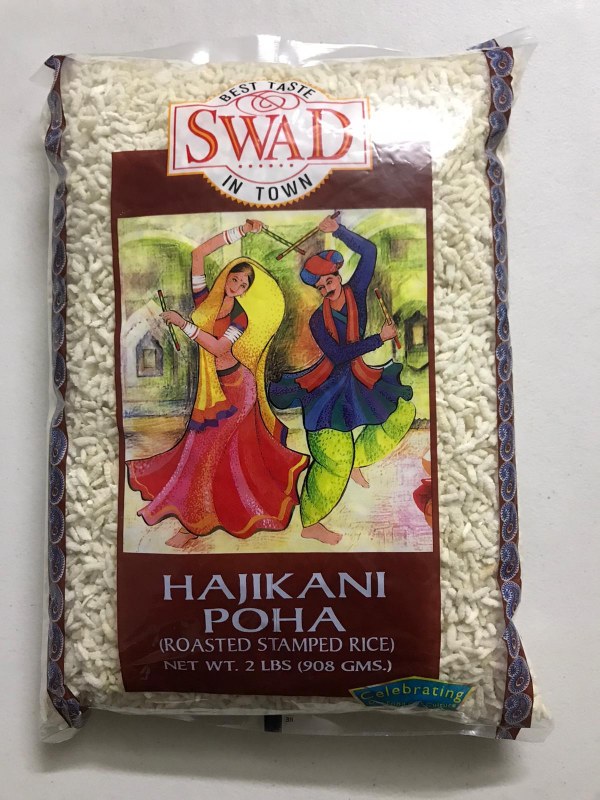 BEST TASTE
SWAD
IN TOWN
HAJIKANI
POHA
(ROASTED STAMPED RICE)
NET WT. 2 LBS (908 GMS.)
Celebrating